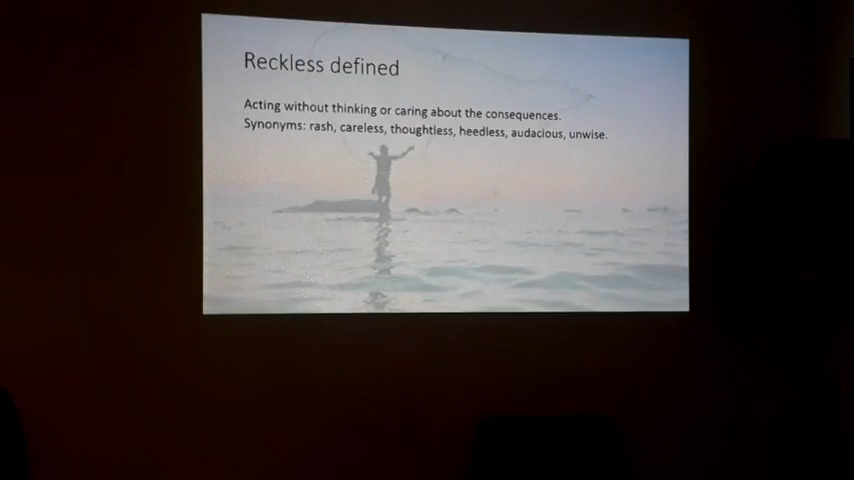 Reckless defined
Acting without thinking or caring about the consequences.
Synonyms: rash, careless, thoughtless, heedless, audacious, unwise.